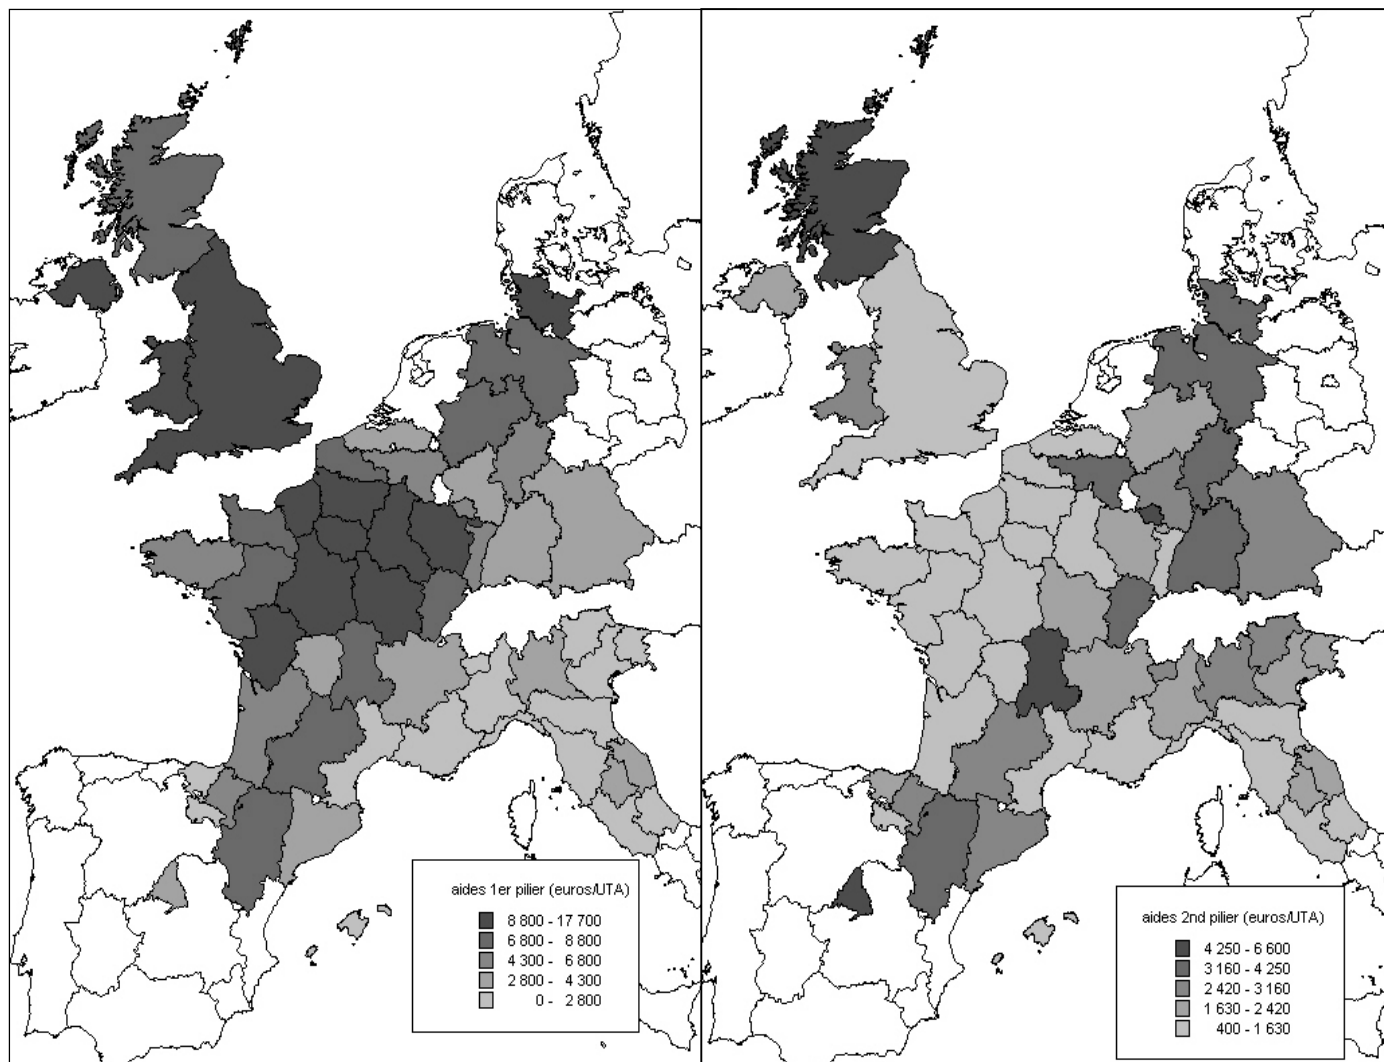 aides 1er pilier (euros/UTA)
8 800 - 17 700
6 800 - 8 800
4 300 - 6 800
2 800 - 4 300
0 - 2 800
aides 2nd pilier (euros/UTA)
4 250 - 6 600
3 160 - 4 250
2 420 - 3 160
1 630 - 2 420
400 - 1 630